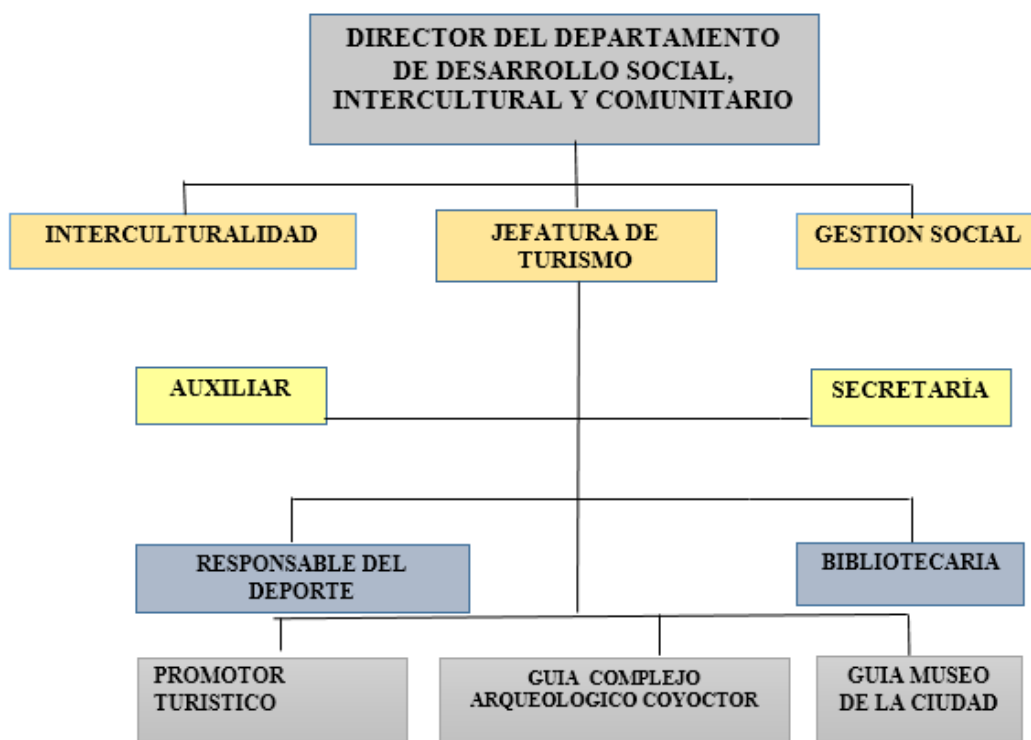 DIRECTOR DEL DEPARTAMENTO
DE DESARROLLO SOCIAL,
INTERCULTURAL Y COMUNITARIO
INTERCULTURALIDAD
JEFATURA DE
TURISMO
GESTION SOCIAL
AUXILIAR
SECRETARÍA
RESPONSABLE DEL
DEPORTE
BIBLIOTECARIA
PROMOTOR
TURISTICO
GUIA COMPLEJO
ARQUEOLOGICO COYOCTOR
GUIA MUSEO
DE LA CIUDAD